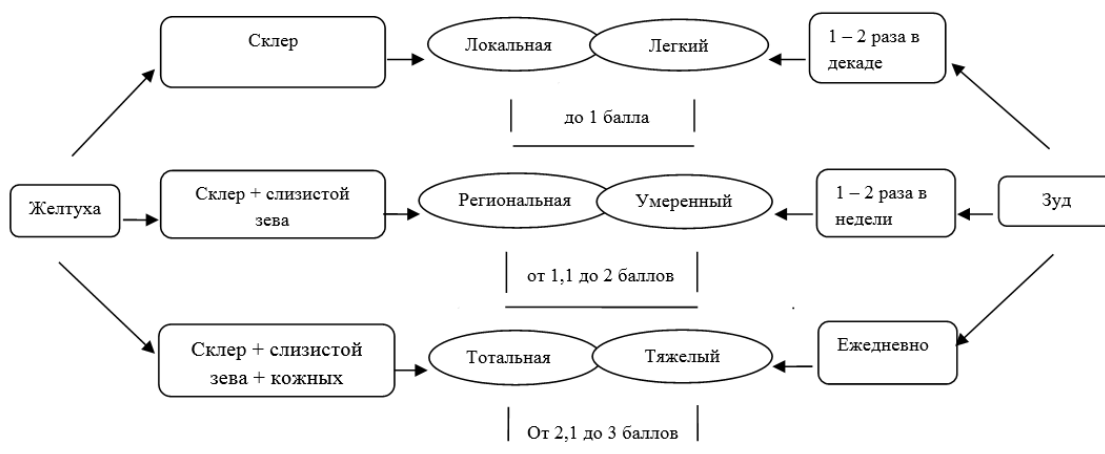 Склер
Локальная
Легкий
1 – 2 раза в
декаде
до 1 балла
Желтуха
Склер + слизистой
зева
Региональная
Умеренный
1 – 2 раза в
недели
Зуд
от 1,1 до 2 баллов
Склер + слизистой
зева + кожных
Тотальная
Тяжелый
Ежедневно
От 2,1 до 3 баллов